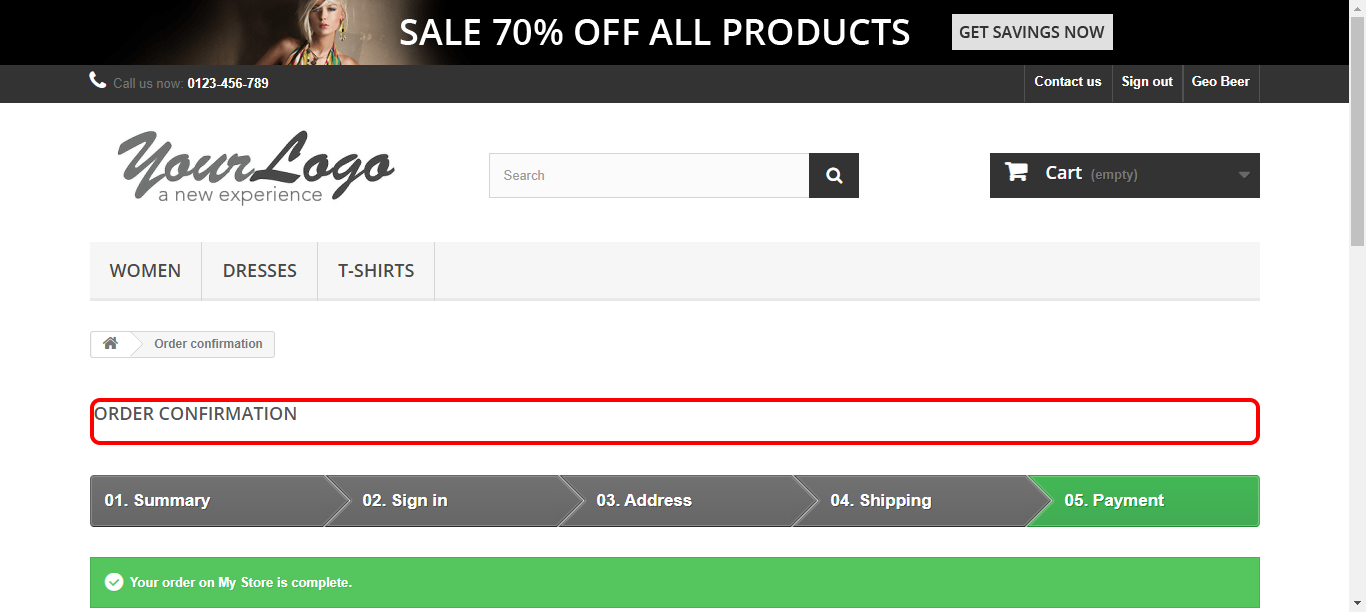 SALE 70% OFF ALL PRODUCTS GET SAVINGS NOW
Call us now: 0123-456-789 Contact us Sign out Geo Beer
YourLogo
a new experience
Search Cart (empty)
WOMEN DRESSES T-SHIRTS
Order confirmation
ORDER CONFIRMATION
01. Summary 02. Sign in 03. Address 04. Shipping 05. Payment
Your order on My Store is complete.